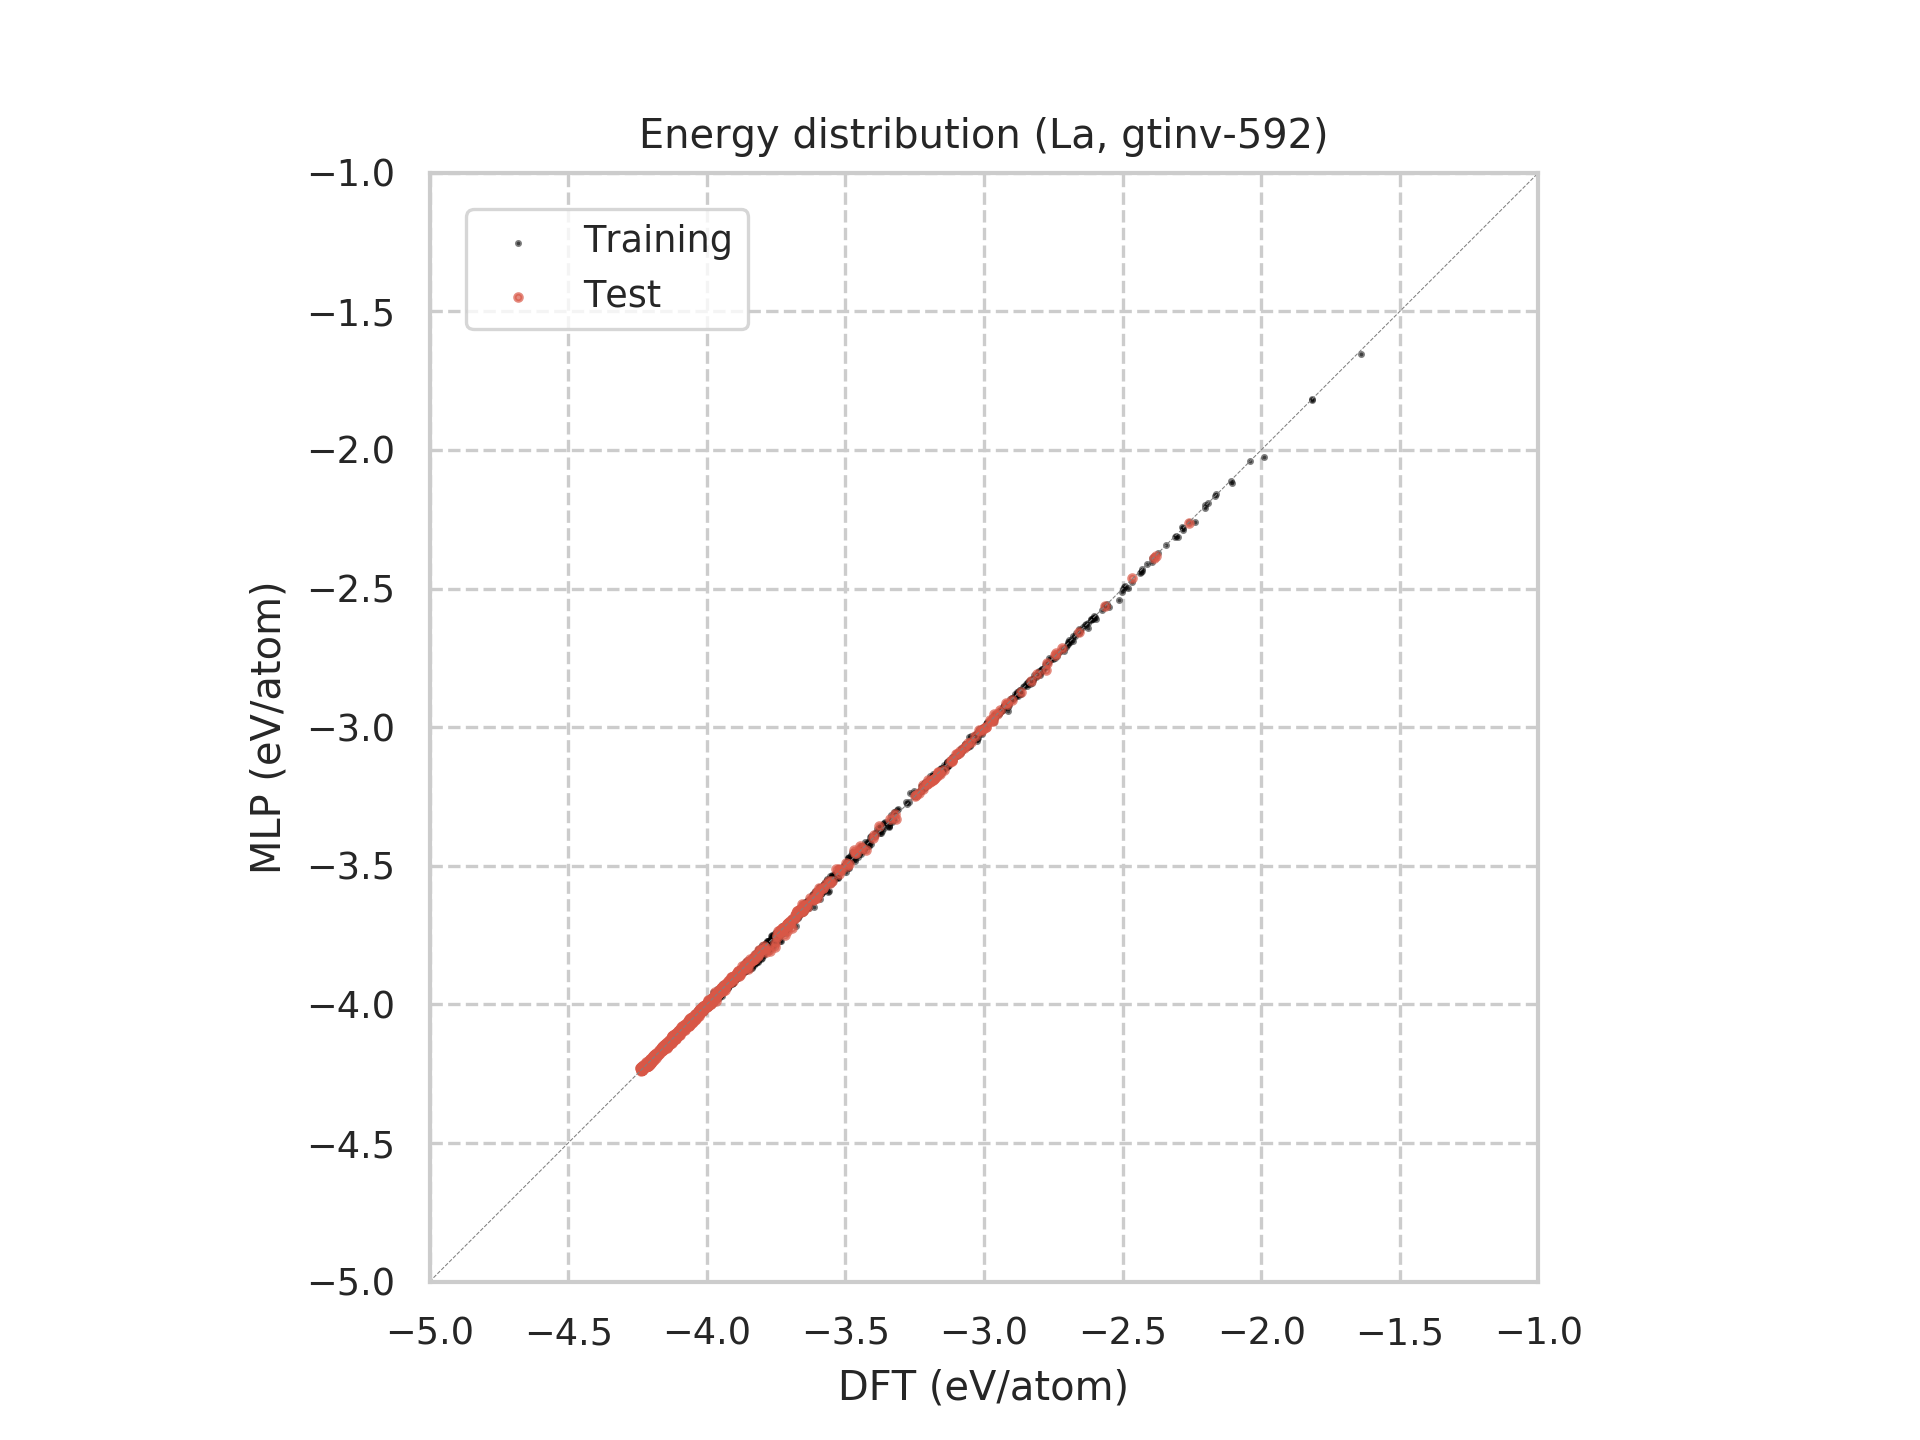 Energy distribution (La, gtinv-592)
−1.0
−1.5
−2.0
−2.5
−3.0
−3.5
−4.0
−4.5
−5.0
Training
Test
MLP (eV/atom)
−5.0 −4.5 −4.0 −3.5 −3.0 −2.5 −2.0 −1.5 −1.0
DFT (eV/atom)